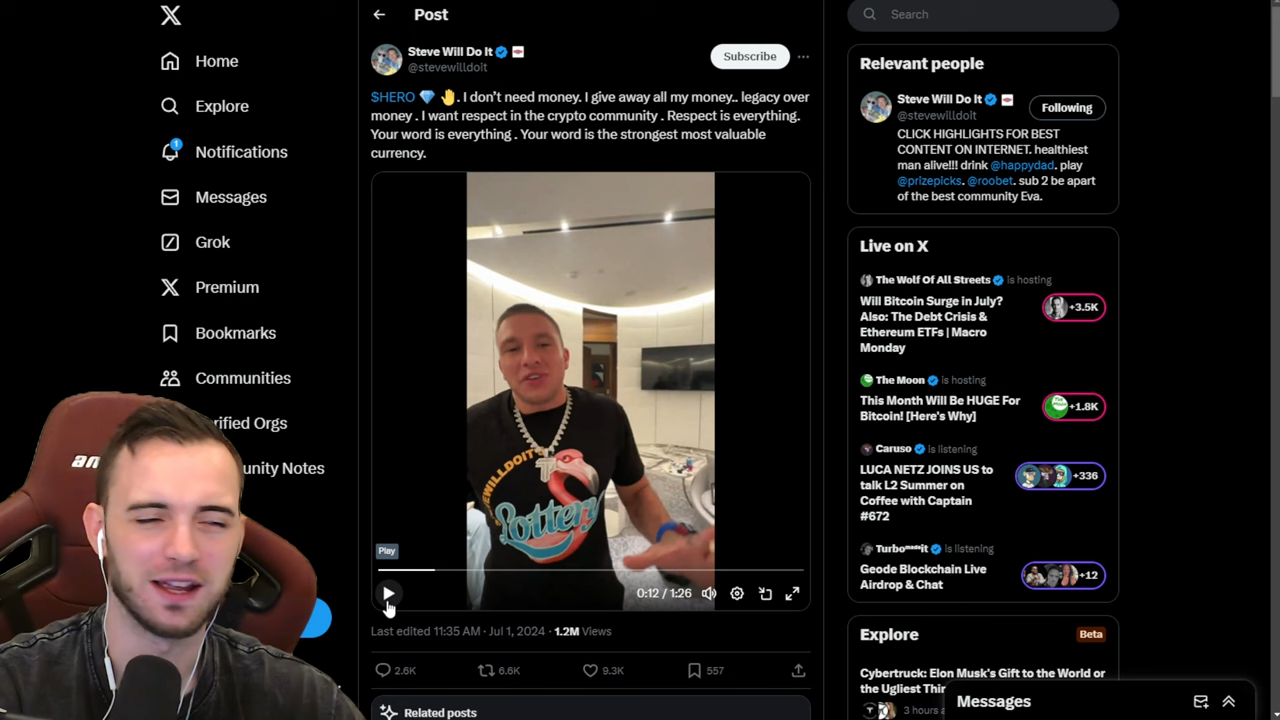 Home
Explore
1
Notifications
Messages
Grok
Premium
Bookmarks
Communities
rified Orgs
unity Notes
an
Post
Steve Will Do It
@stevewilldoit
Subscribe
$HERO 💎 🤚. I don't need money. I give away all my money.. legacy over
money . I want respect in the crypto community . Respect is everything.
Your word is everything . Your word is the strongest most valuable
currency.
EWILLDOIT
Lottery
Play
0:12 / 1:26
Last edited 11:35 AM · Jul 1, 2024 · 1.2M Views
2.6K
6.6K
9.3K
557
Related posts
Search
Relevant people
Steve Will Do It
@stevewilldoit
Following
CLICK HIGHLIGHTS FOR BEST
CONTENT ON INTERNET. healthiest
man alive!!! drink @happydad. play
@prizepicks. @roobet. sub 2 be apart
of the best community Eva.
Live on X
The Wolf Of All Streets is hosting
Will Bitcoin Surge in July?
Also: The Debt Crisis &
Ethereum ETFs | Macro
Monday
+3.5K
The Moon is hosting
This Month Will Be HUGE For
Bitcoin! [Here's Why]
+1.8K
Caruso is listening
LUCA NETZ JOINS US to
talk L2 Summer on
Coffee with Captain
#672
+336
Turbo is listening
Geode Blockchain Live
Airdrop & Chat
+12
Explore
Beta
Cybertruck: Elon Musk's Gift to the World or
the Ugliest Thin
3 hours a
Messages